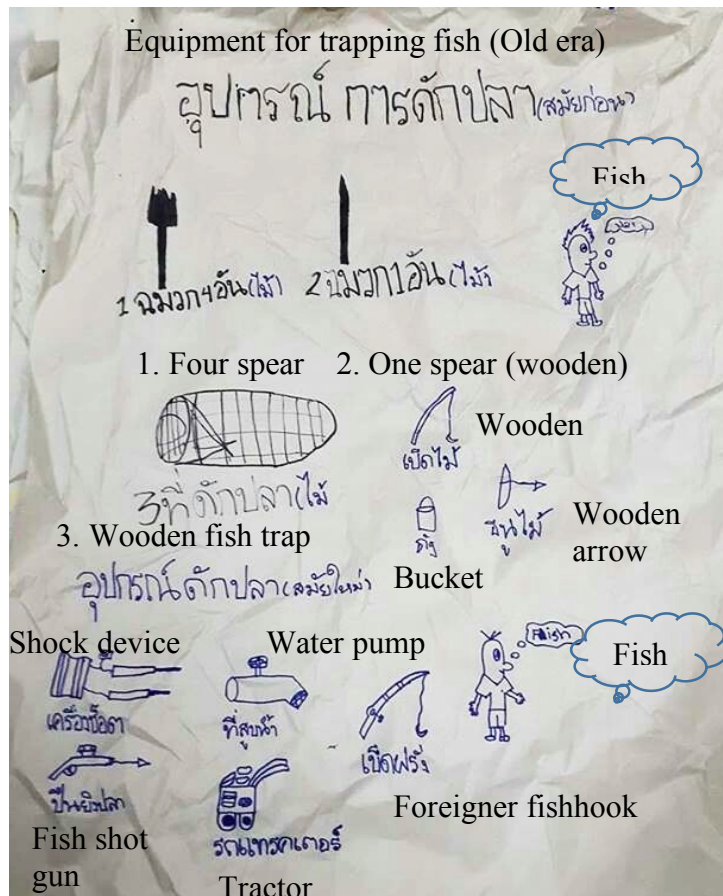 Equipment for trapping fish (Old era)
อุปกรณ์ การดักปลา (สมัยก่อน)
Fish
1 ฉมวก 4 อัน (ไม้) 2 ฉมวก 1 อัน (ไม้)
1. Four spear 2. One spear (wooden)
Wooden
เบ็ดไม้
3 ที่ดักปลา (ไม้
3. Wooden fish trap
ถัง
Bucket
ธนูไม้
Wooden
arrow
อุปกรณ์ดักปลา (สมัยใหม่)
Shock device
Water pump
Fish
เครื่องช็อต
ที่สูบน้ำ
เบ็ดฝรั่ง
ปืนยิงปลา
Foreigner fishhook
Fish shot
gun
รถแทรคเตอร์
Tractor